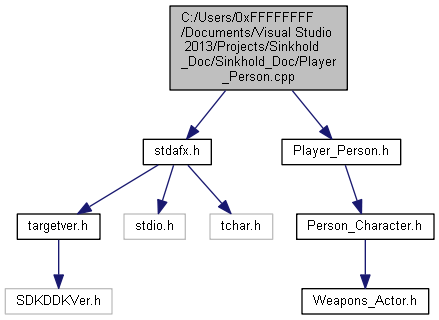 C:/Users/0xFFFFFFFF
/Documents/Visual Studio
2013/Projects/Sinkhold
_Doc/Sinkhold_Doc/Player
_Person.cpp
stdafx.h
Player_Person.h
targetver.h
stdio.h
tchar.h
Person_Character.h
SDKDDKVer.h
Weapons_Actor.h